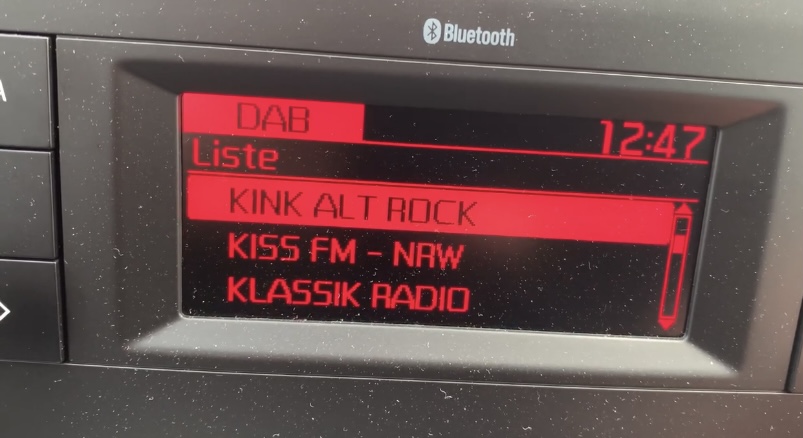 Bluetooth
DAB
12:47
Liste
KINK ALT ROCK
KISS FM - NRW
KLASSIK RADIO